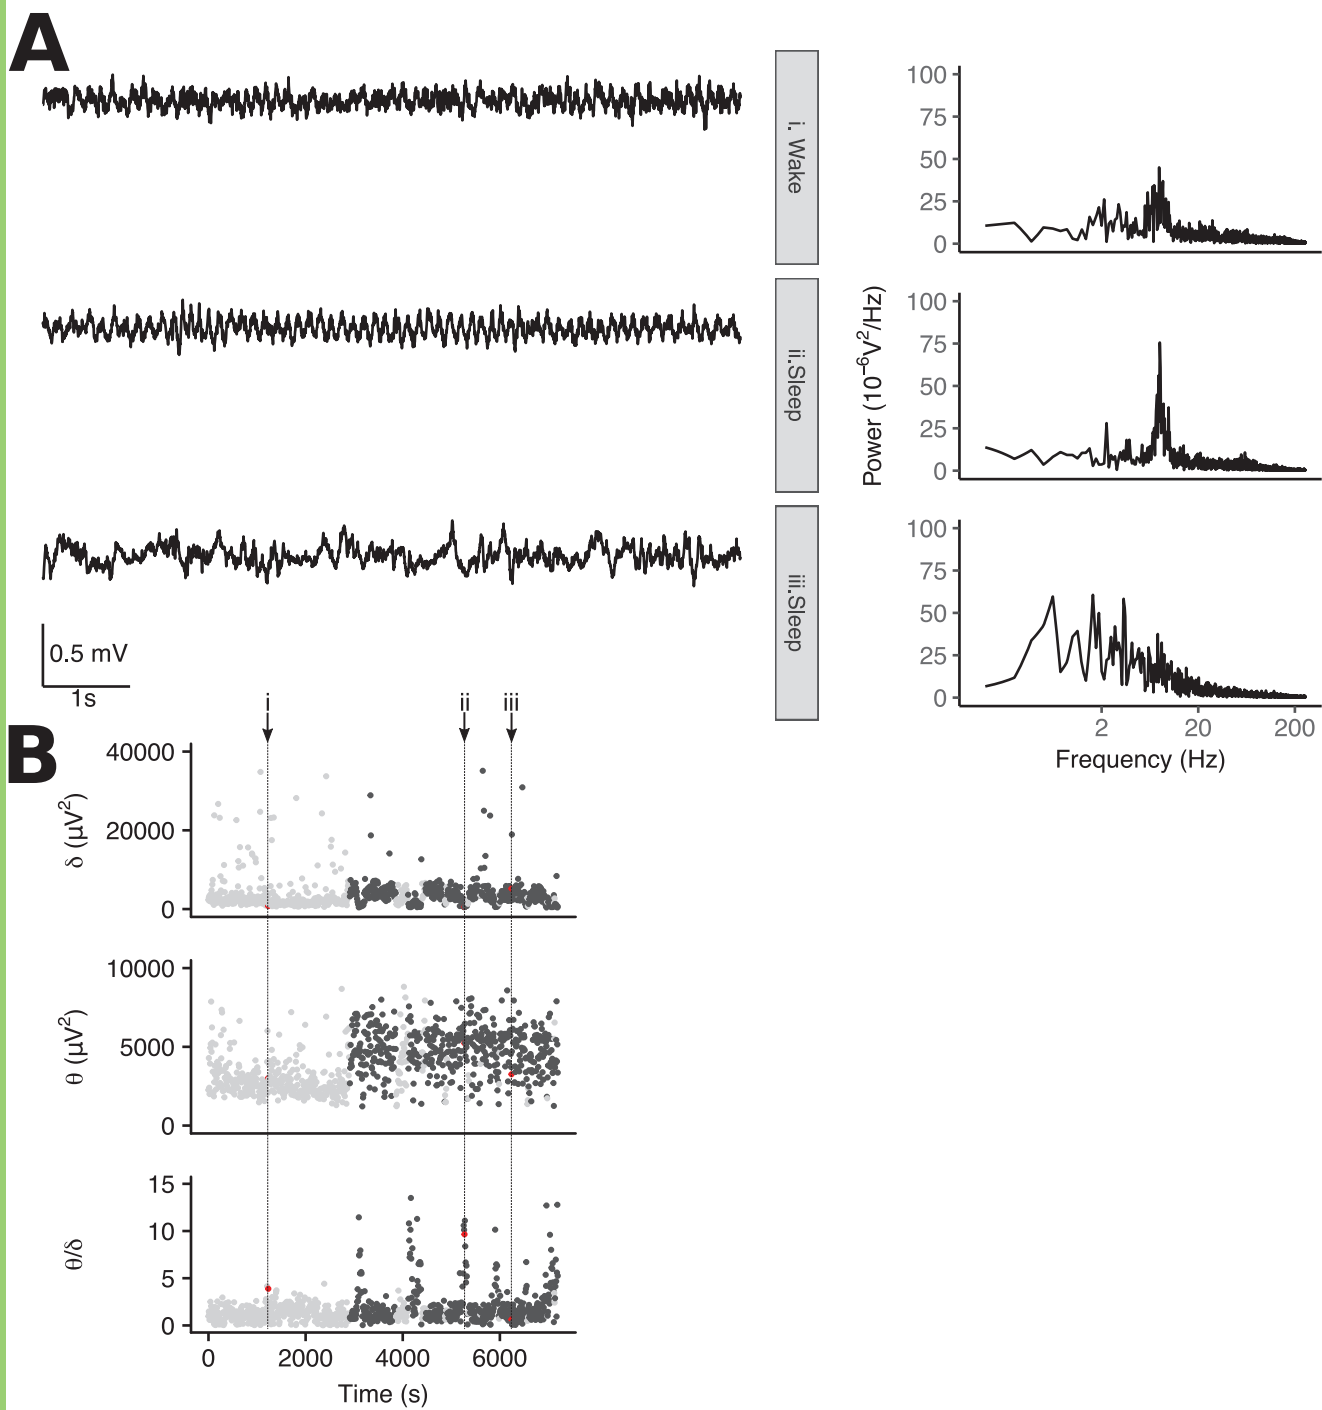 A
i. Wake
100
75
50
25
0
ii.Sleep
Power (10⁻⁶V²/Hz)
100
75
50
25
0
iii.Sleep
100
75
50
25
0
2 20 200
Frequency (Hz)
0.5 mV
1s
i ii iii
B
δ (µV²)
40000
20000
0
θ (µV²)
10000
5000
0
θ/δ
15
10
5
0
0 2000 4000 6000
Time (s)